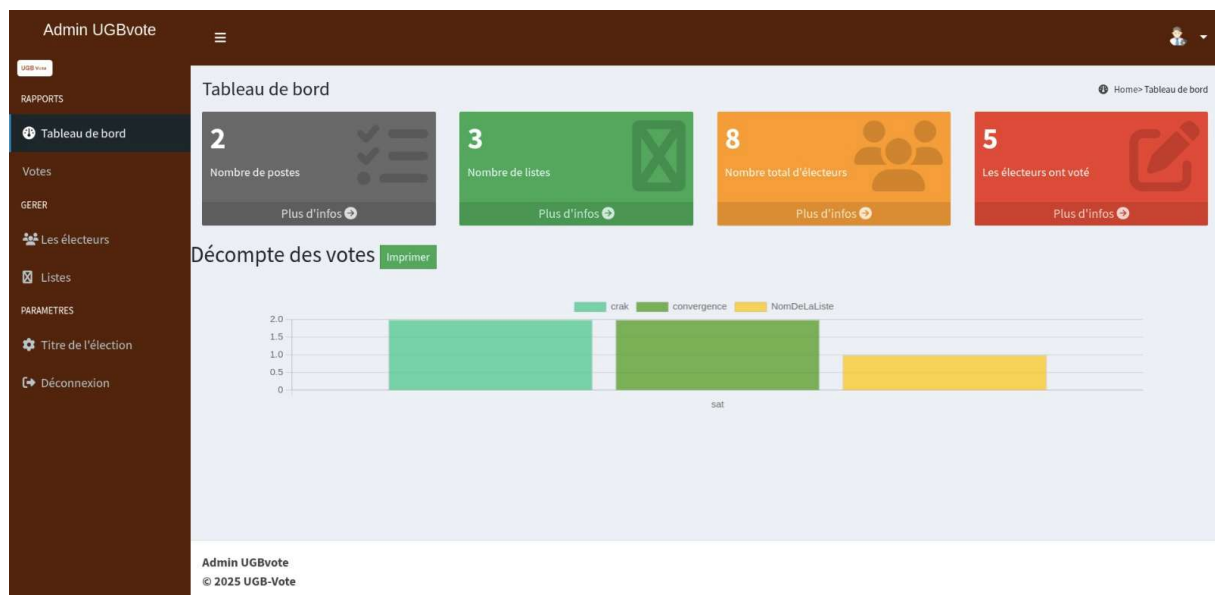 Admin UGBvote
UGB Vote
RAPPORTS
Tableau de bord
Votes
GERER
Les électeurs
Listes
PARAMETRES
Titre de l'élection
Déconnexion
Tableau de bord
Home> Tableau de bord
2
Nombre de postes
Plus d'infos
3
Nombre de listes
Plus d'infos
8
Nombre total d'électeurs
Plus d'infos
5
Les électeurs ont voté
Plus d'infos
Décompte des votes Imprimer
crak convergence NomDeLaListe
2.0
1.5
1.0
0.5
0
sat
Admin UGBvote
© 2025 UGB-Vote